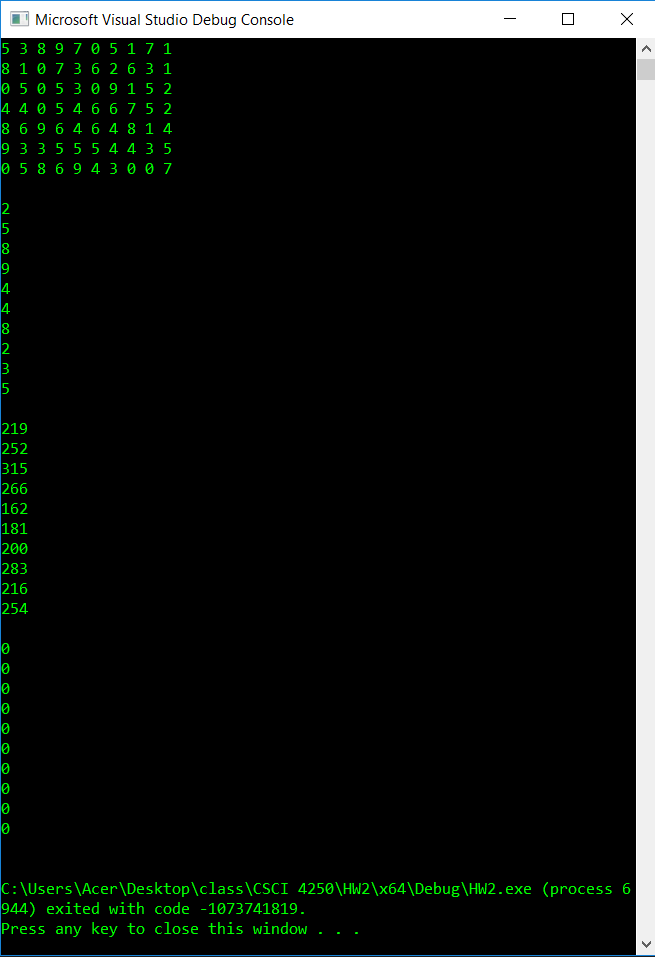 Microsoft Visual Studio Debug Console
5 3 8 9 7 0 5 1 7 1
8 1 0 7 3 6 2 6 3 1
0 5 0 5 3 0 9 1 5 2
4 4 0 5 4 6 6 7 5 2
8 6 9 6 4 6 4 8 1 4
9 3 3 5 5 5 4 4 3 5
0 5 8 6 9 4 3 0 0 7
2
5
8
9
4
4
8
2
3
5
219
252
315
266
162
181
200
283
216
254
0
0
0
0
0
0
0
0
0
0
C:\Users\Acer\Desktop\class\CSCI 4250\HW2\x64\Debug\HW2.exe (process 6
944) exited with code -1073741819.
Press any key to close this window . . .